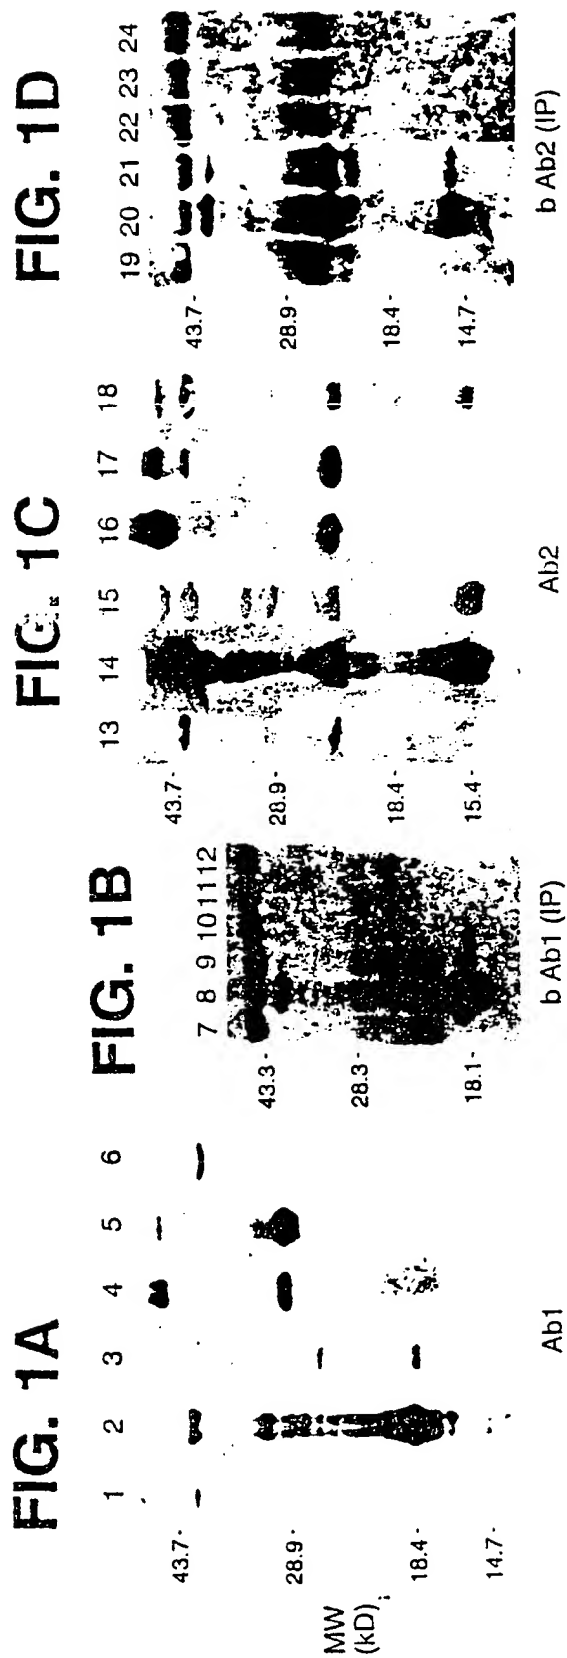 FIG. 1A
1 2 3 4 5 6
43.7 -
28.9 -
18.4 -
14.7 -
MW
(kD)
Ab1
FIG. 1B
7 8 9 10 11 12
43.3 -
28.3 -
18.1 -
b Ab1 (IP)
FIG. 1C
13 14 15 16 17 18
43.7 -
28.9 -
18.4 -
15.4 -
Ab2
FIG. 1D
19 20 21 22 23 24
43.7 -
28.9 -
18.4 -
14.7 -
b Ab2 (IP)